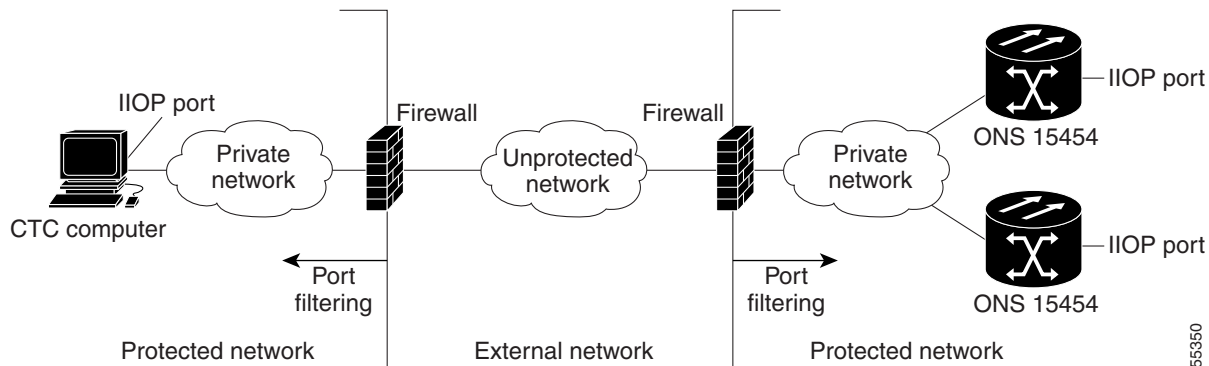 IIOP port
Firewall
Firewall
IIOP port
Private
network
Unprotected
network
Private
network
ONS 15454
CTC computer
IIOP port
Port
filtering
Port
filtering
ONS 15454
Protected network
External network
Protected network
55350